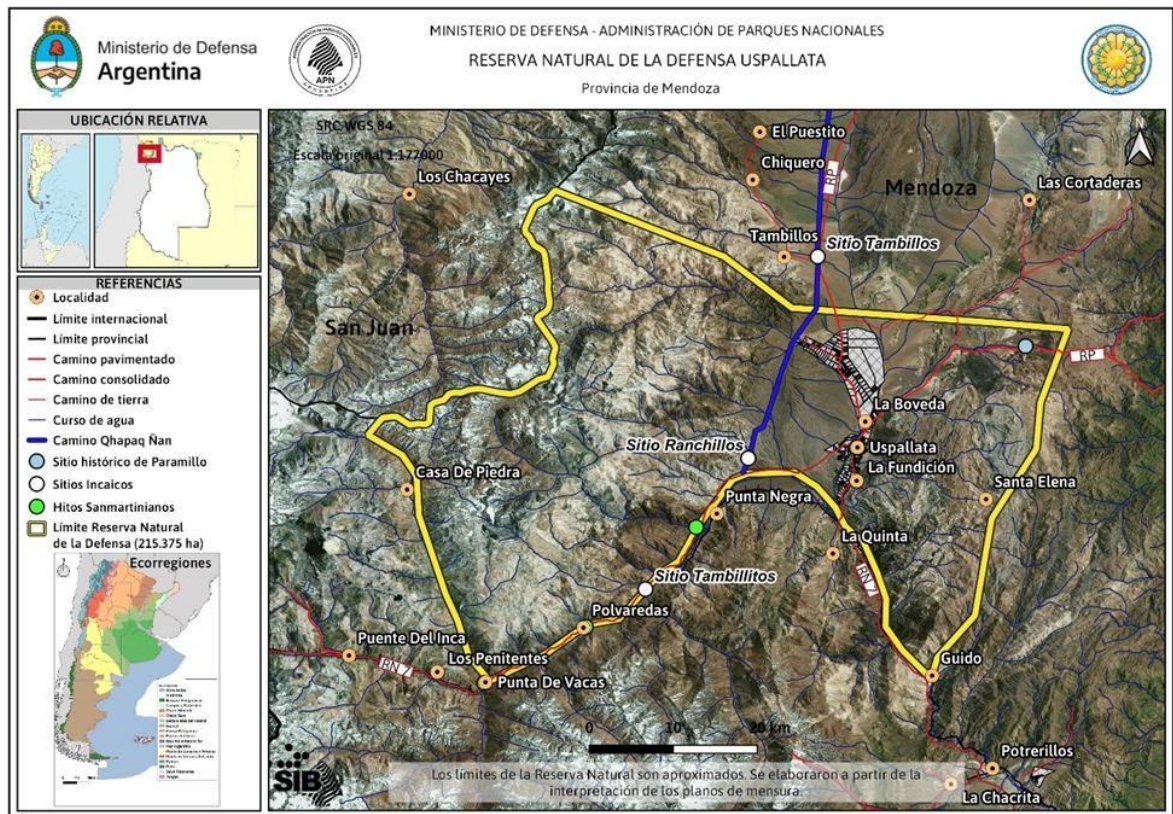 Ministerio de Defensa
Argentina
ADMINISTRACIÓN DE PARQUES NACIONALES
APN
ARGENTINA
MINISTERIO DE DEFENSA - ADMINISTRACIÓN DE PARQUES NACIONALES
RESERVA NATURAL DE LA DEFENSA USPALLATA
Provincia de Mendoza
UBICACIÓN RELATIVA
REFERENCIAS
Localidad
Límite internacional
Límite provincial
Camino pavimentado
Camino consolidado
Camino de tierra
Curso de agua
Camino Qhapaq Ñan
Sitio histórico de Paramillo
Sitios Incaicos
Hitos Sanmartinianos
Límite Reserva Natural
de la Defensa (215.375 ha)
Ecorregiones
SRC WGS 84
Escala original 1:177000
N
El Puestito
Chiquero
RP
Mendoza
Los Chacayes
Las Cortaderas
Tambillos
Sitio Tambillos
San Juan
RP
La Boveda
Sitio Ranchillos
Uspallata
Casa De Piedra
La Fundición
Santa Elena
Punta Negra
La Quinta
Sitio Tambillitos
RN 7
Polvaredas
Puente Del Inca
RN 7
Los Penitentes
Guido
Punta De Vacas
0 10 20 km
Potrerillos
La Chacrita
SIB
Los límites de la Reserva Natural son aproximados. Se elaboraron a partir de la
interpretación de los planos de mensura.